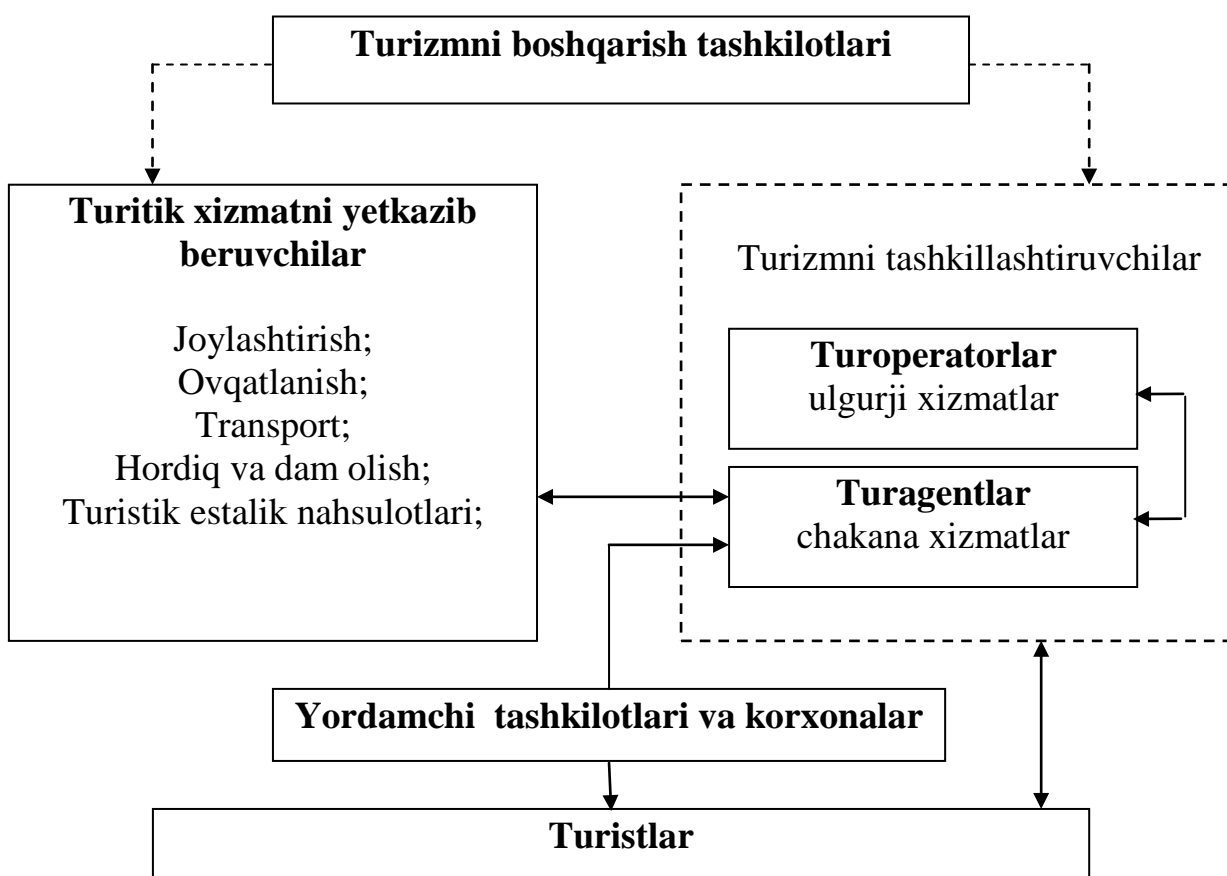 Turizmni boshqarish tashkilotlari
Turitik xizmatni yetkazib
beruvchilar
Joylashtirish;
Ovqatlanish;
Transport;
Hordiq va dam olish;
Turistik estalik nahsulotlari;
Turizmni tashkillashtiruvchilar
Turoperatorlar
ulgurji xizmatlar
Turagentlar
chakana xizmatlar
Yordamchi tashkilotlari va korxonalar
Turistlar